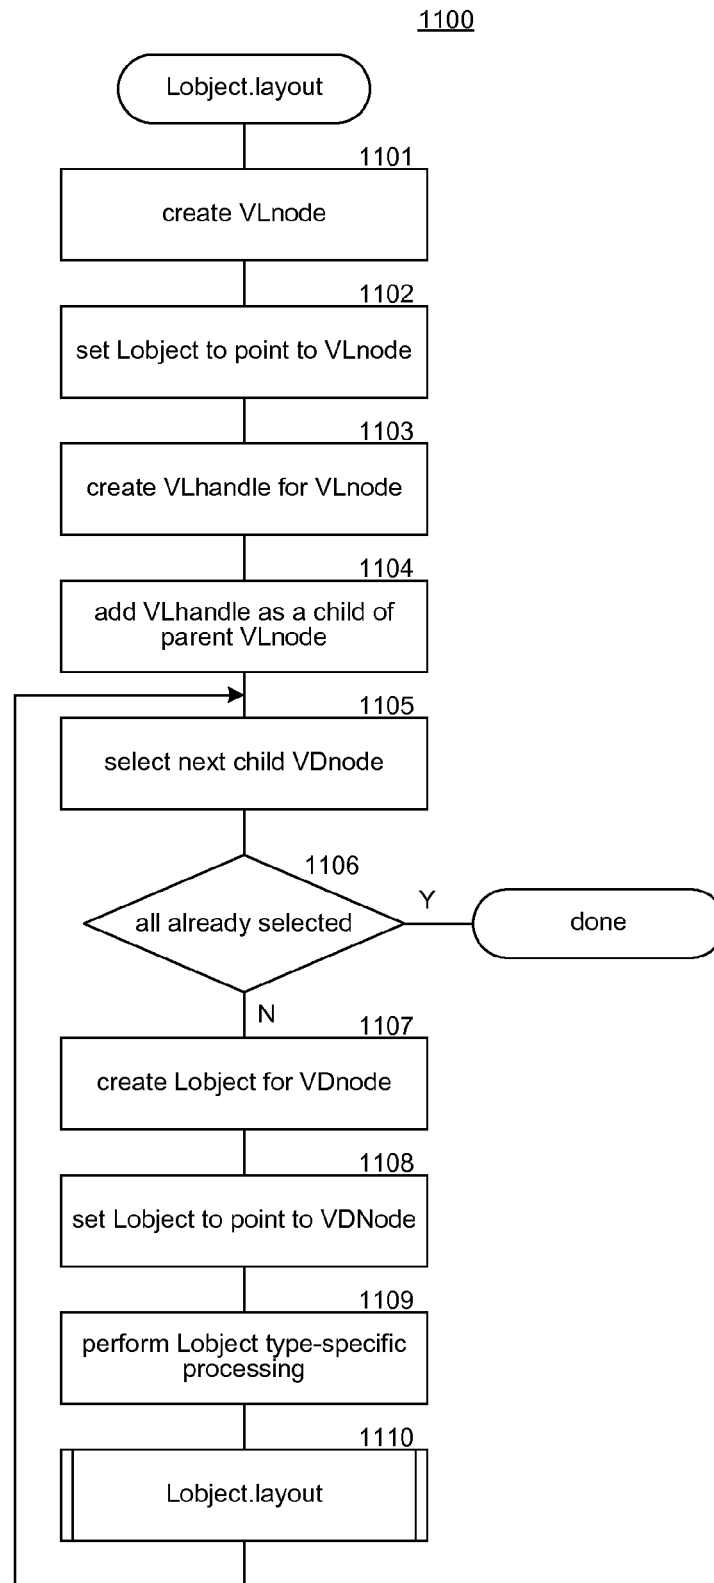 1100
Lobject.layout
1101
create VLnode
1102
set Lobject to point to VLnode
1103
create VLhandle for VLnode
1104
add VLhandle as a child of
parent VLnode
1105
select next child VDnode
1106
all already selected
Y
done
N
1107
create Lobject for VDnode
1108
set Lobject to point to VDNode
1109
perform Lobject type-specific
processing
1110
Lobject.layout